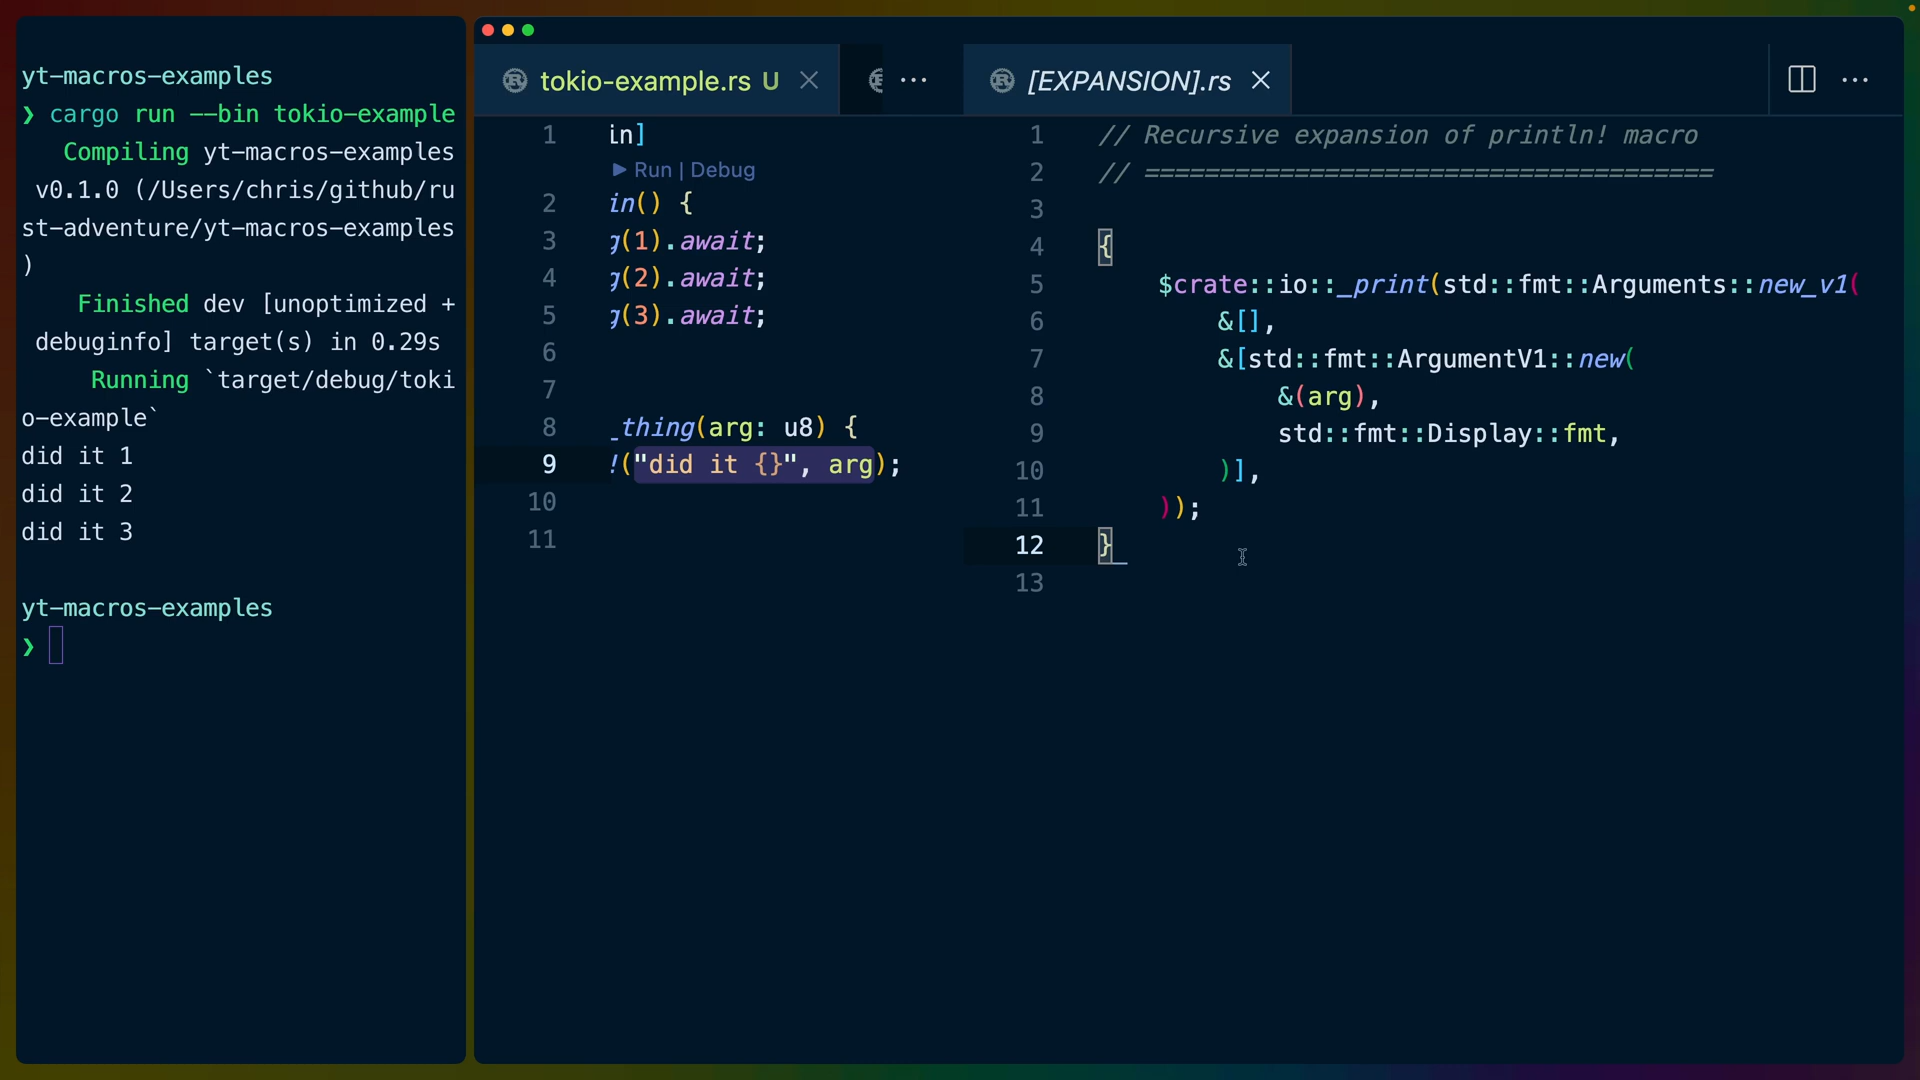 yt-macros-examples
❯ cargo run --bin tokio-example
Compiling yt-macros-examples
v0.1.0 (/Users/chris/github/ru
st-adventure/yt-macros-examples
)
Finished dev [unoptimized +
debuginfo] target(s) in 0.29s
Running `target/debug/toki
o-example`
did it 1
did it 2
did it 3
yt-macros-examples
❯
tokio-example.rs U
1 in]
Run | Debug
2 in() {
3 g(1).await;
4 g(2).await;
5 g(3).await;
6
7
8 _thing(arg: u8) {
9 !("did it {}", arg);
10
11
[EXPANSION].rs
1 // Recursive expansion of println! macro
2 // ======================================
3
4 {
5 $crate::io::_print(std::fmt::Arguments::new_v1(
6 &[],
7 &[std::fmt::ArgumentV1::new(
8 &(arg),
9 std::fmt::Display::fmt,
10 )],
11 ));
12 }
13